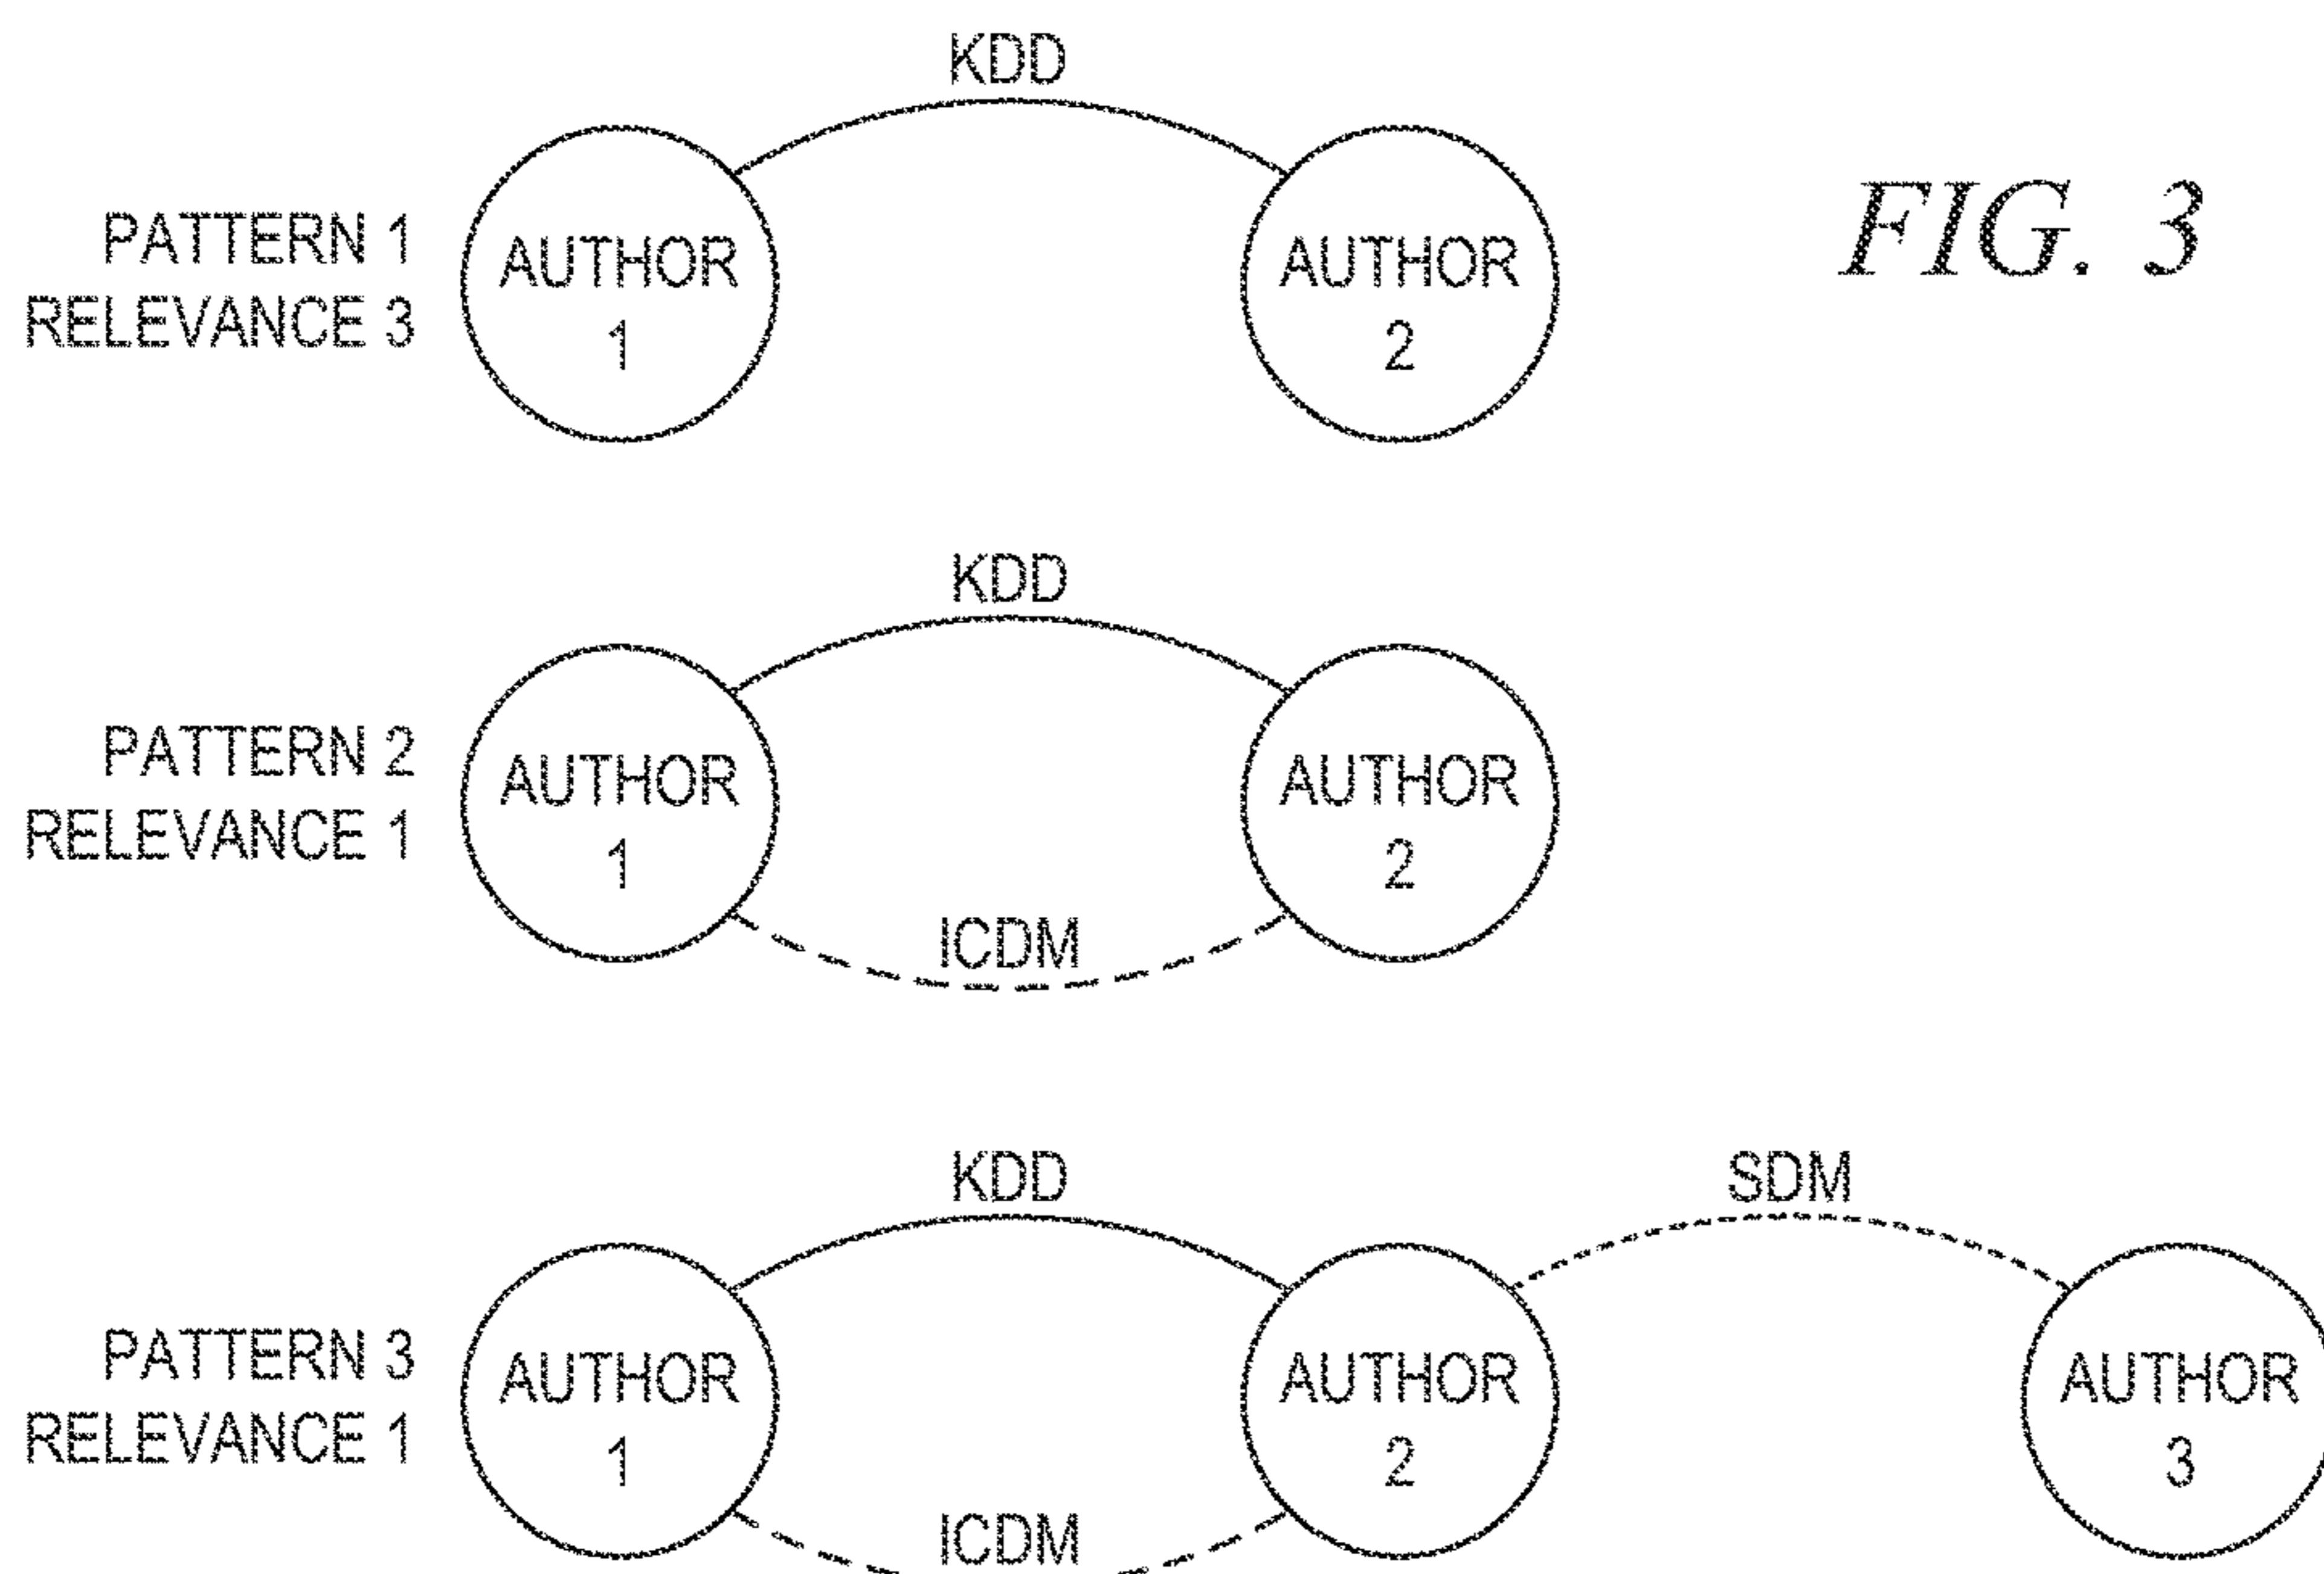 KDD
PATTERN 1
RELEVANCE 3
AUTHOR
1
AUTHOR
2
FIG. 3
KDD
PATTERN 2
RELEVANCE 1
AUTHOR
1
AUTHOR
2
ICDM
KDD
SDM
PATTERN 3
RELEVANCE 1
AUTHOR
1
AUTHOR
2
AUTHOR
3
ICDM